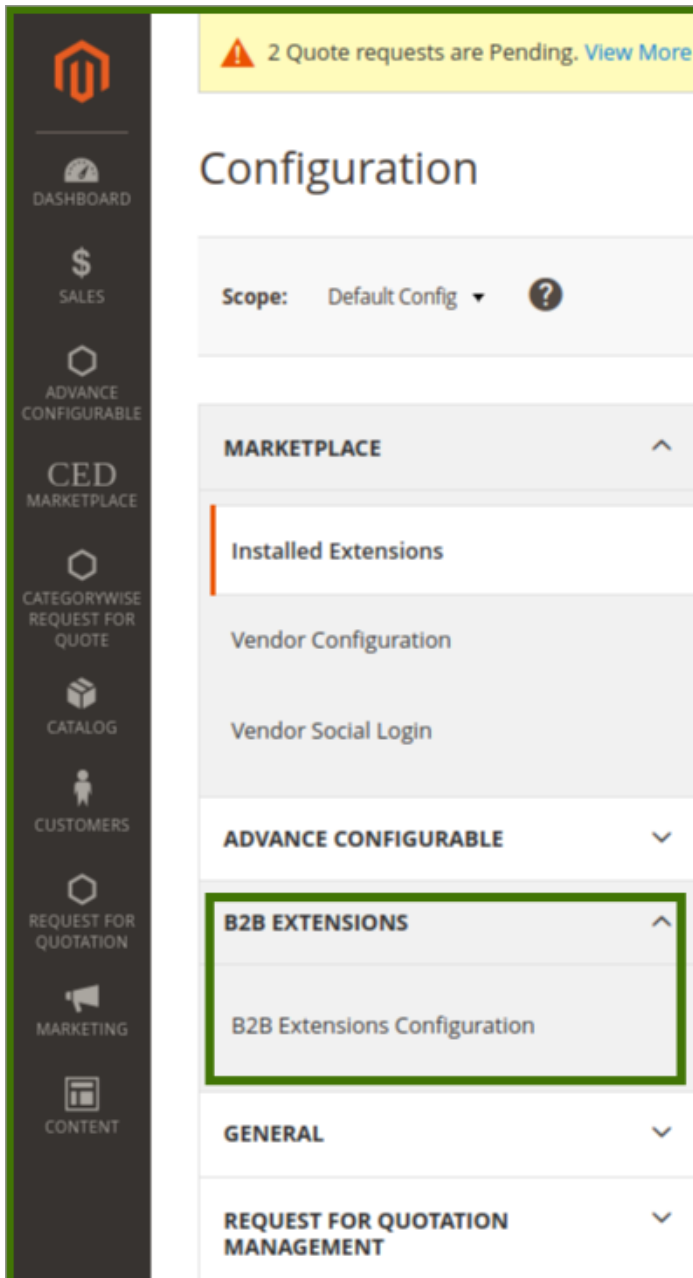 2 Quote requests are Pending. View More
Configuration
Scope: Default Config
DASHBOARD
SALES
ADVANCE
CONFIGURABLE
CED
MARKETPLACE
CATEGORYWISE
REQUEST FOR
QUOTE
CATALOG
CUSTOMERS
REQUEST FOR
QUOTATION
MARKETING
CONTENT
MARKETPLACE
Installed Extensions
Vendor Configuration
Vendor Social Login
ADVANCE CONFIGURABLE
B2B EXTENSIONS
B2B Extensions Configuration
GENERAL
REQUEST FOR QUOTATION
MANAGEMENT